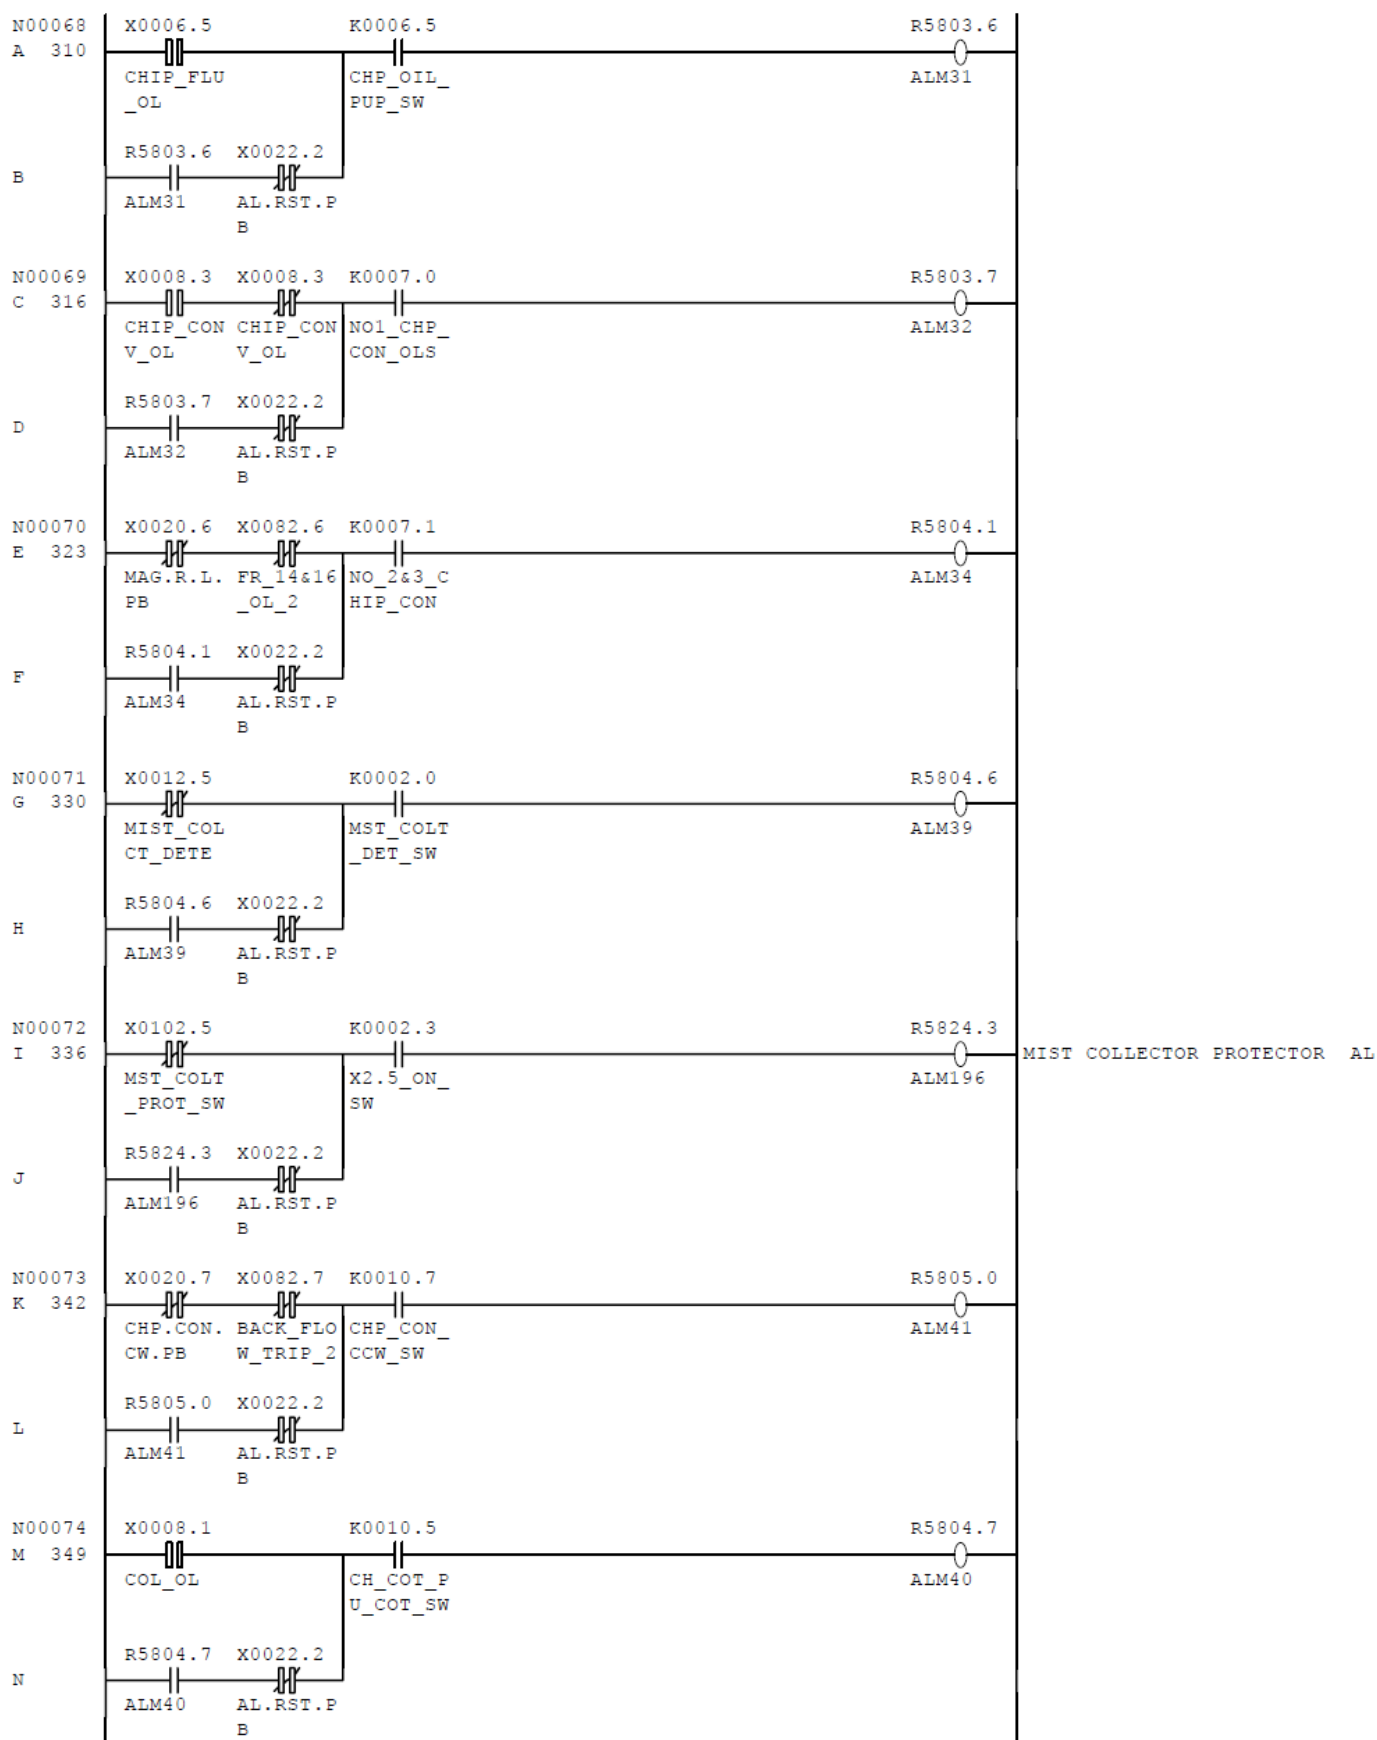 N00068 X0006.5 K0006.5 R5803.6
A 310
CHIP_FLU CHP_OIL_ ALM31
_OL PUP_SW
R5803.6 X0022.2
B
ALM31 AL.RST.P
B
N00069 X0008.3 X0008.3 K0007.0 R5803.7
C 316
CHIP_CON CHIP_CON NO1_CHP_ ALM32
V_OL V_OL CON_OLS
R5803.7 X0022.2
D
ALM32 AL.RST.P
B
N00070 X0020.6 X0082.6 K0007.1 R5804.1
E 323
MAG.R.L. FR_14&16 NO_2&3_C ALM34
PB _OL_2 HIP_CON
R5804.1 X0022.2
F
ALM34 AL.RST.P
B
N00071 X0012.5 K0002.0 R5804.6
G 330
MIST_COL MST_COLT ALM39
CT_DETE _DET_SW
R5804.6 X0022.2
H
ALM39 AL.RST.P
B
N00072 X0102.5 K0002.3 R5824.3
I 336 MIST COLLECTOR PROTECTOR AL
MST_COLT X2.5_ON_ ALM196
_PROT_SW SW
R5824.3 X0022.2
J
ALM196 AL.RST.P
B
N00073 X0020.7 X0082.7 K0010.7 R5805.0
K 342
CHP.CON. BACK_FLO CHP_CON_ ALM41
CW.PB W_TRIP_2 CCW_SW
R5805.0 X0022.2
L
ALM41 AL.RST.P
B
N00074 X0008.1 K0010.5 R5804.7
M 349
COL_OL CH_COT_P ALM40
U_COT_SW
R5804.7 X0022.2
N
ALM40 AL.RST.P
B